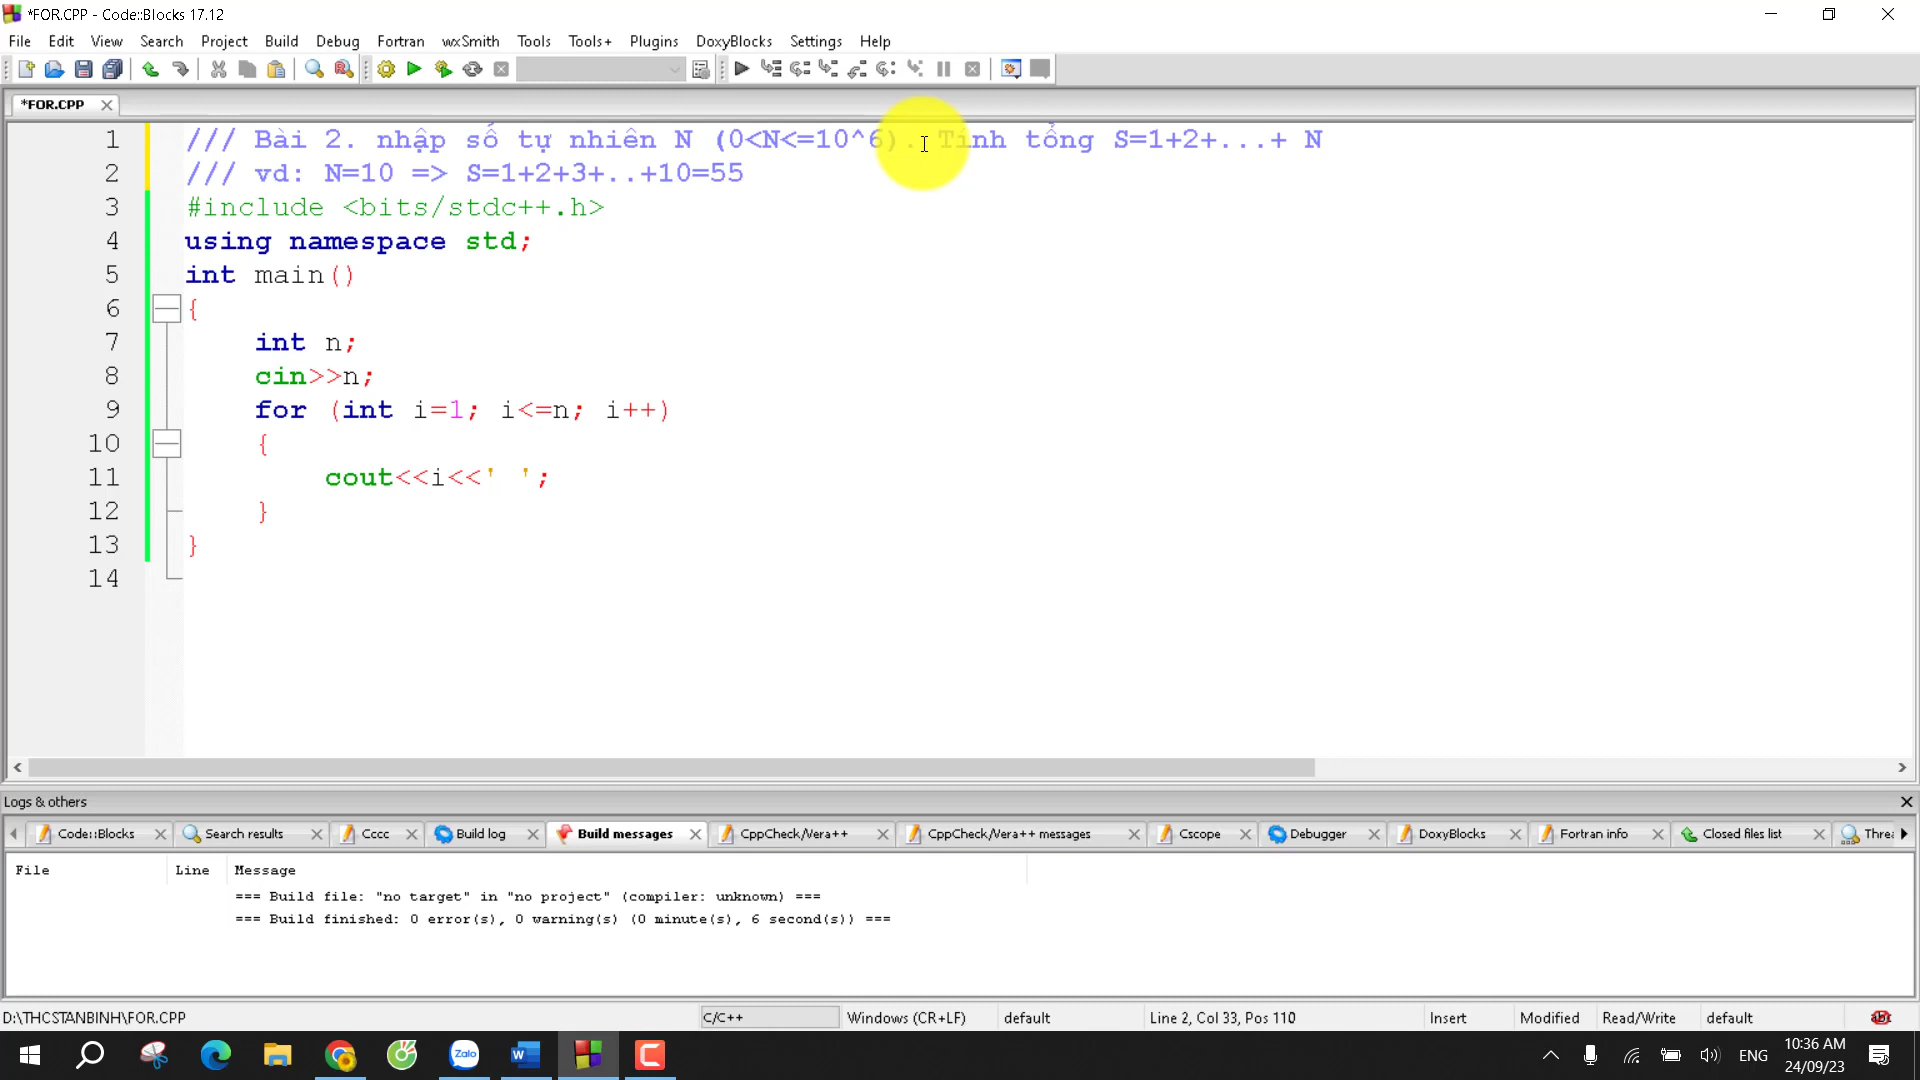 *FOR.CPP - Code::Blocks 17.12
File Edit View Search Project Build Debug Fortran wxSmith Tools Tools+ Plugins DoxyBlocks Settings Help
*FOR.CPP
1 /// Bài 2. nhập số tự nhiên N (0<N<=10^6). Tính tổng S=1+2+...+ N
2 /// vd: N=10 => S=1+2+3+..+10=55
3 #include <bits/stdc++.h>
4 using namespace std;
5 int main()
6 {
7 int n;
8 cin>>n;
9 for (int i=1; i<=n; i++)
10 {
11 cout<<i<<' ';
12 }
13 }
14
Logs & others
Code::Blocks Search results Cccc Build log Build messages CppCheck/Vera++ CppCheck/Vera++ messages Cscope Debugger DoxyBlocks Fortran info Closed files list Threa
File Line Message
=== Build file: "no target" in "no project" (compiler: unknown) ===
=== Build finished: 0 error(s), 0 warning(s) (0 minute(s), 6 second(s)) ===
D:\THCSTANBINH\FOR.CPP C/C++ Windows (CR+LF) default Line 2, Col 33, Pos 110 Insert Modified Read/Write default
Zalo ENG 10:36 AM
24/09/23